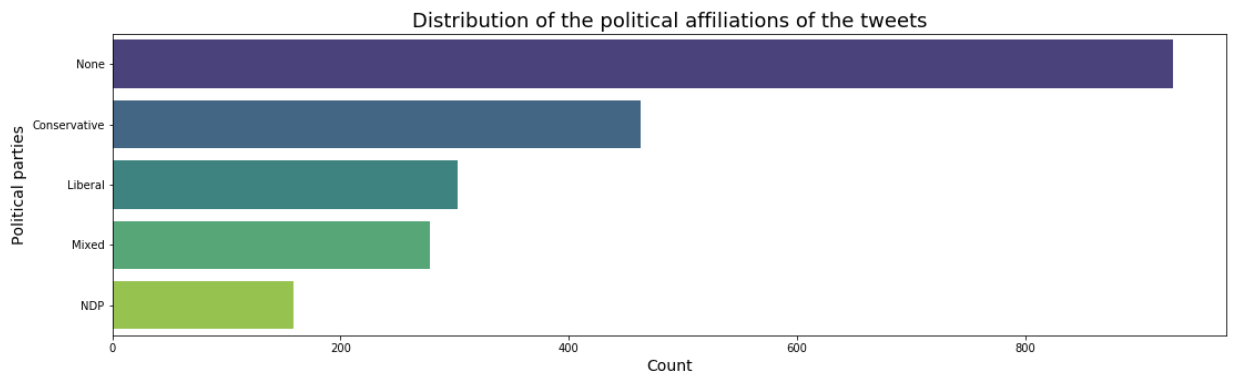 Distribution of the political affiliations of the tweets
Political parties
None
Conservative
Liberal
Mixed
NDP
0 200 400 600 800
Count